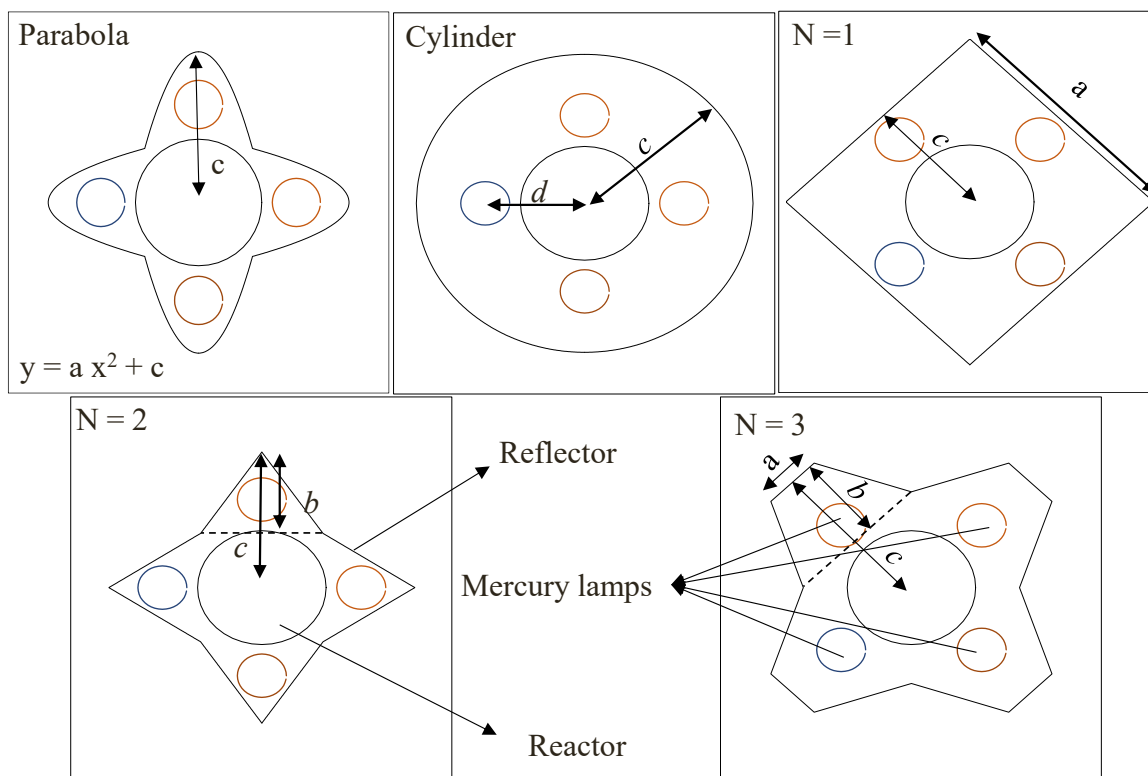 Parabola
c
y = a x² + c
Cylinder
c
d
N =1
a
c
N = 2
b
c
Reflector
Mercury lamps
Reactor
N = 3
a
b
c